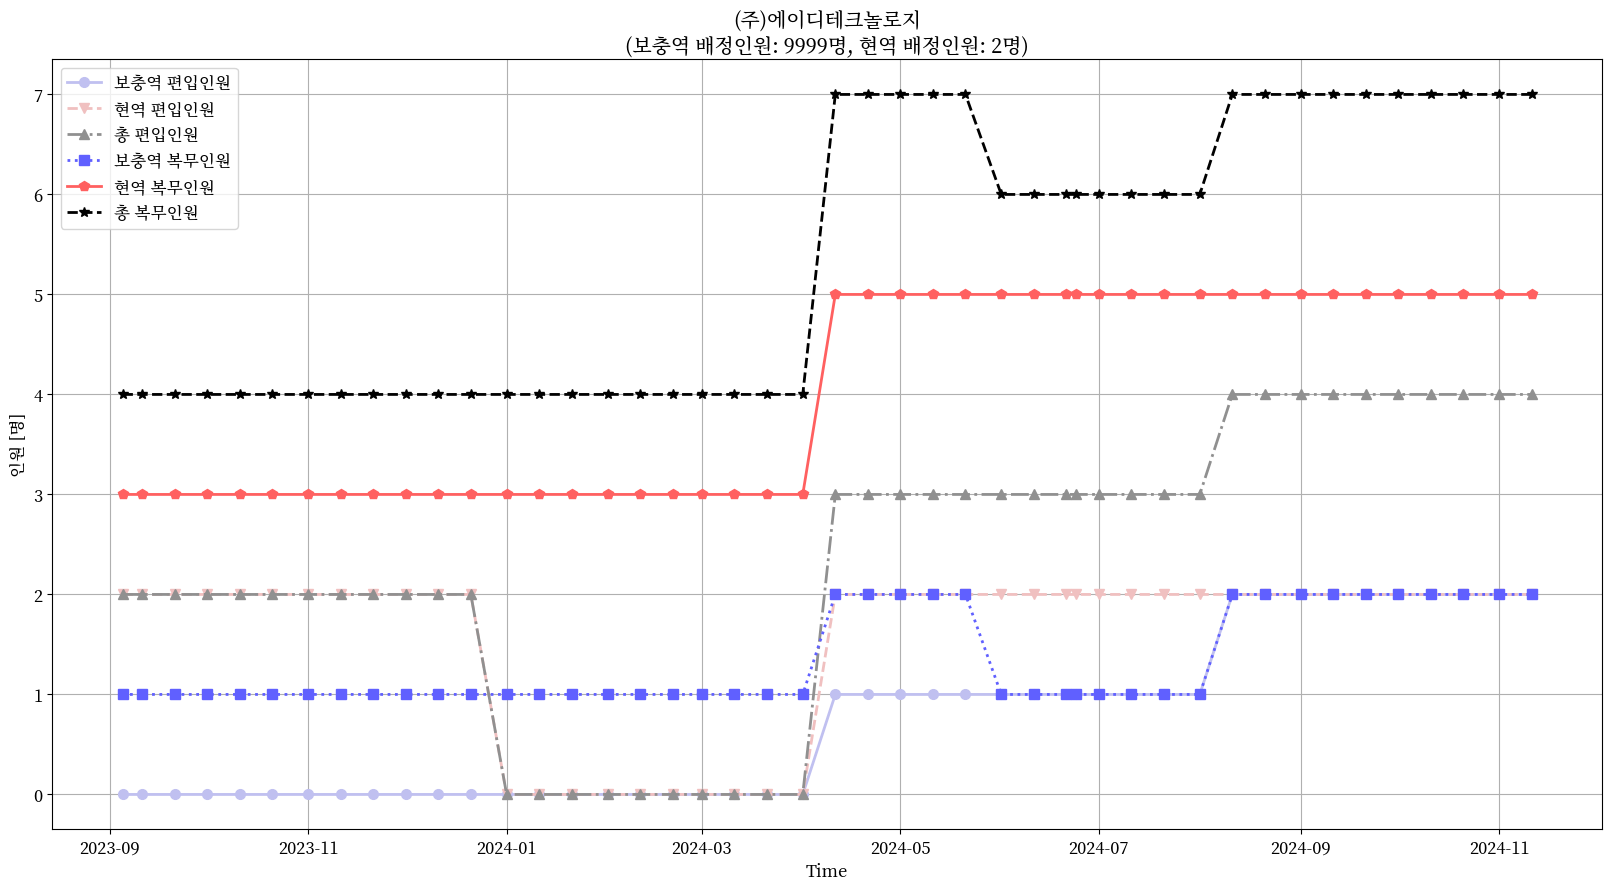 (주)에이디테크놀로지
(보충역 배정인원: 9999명, 현역 배정인원: 2명)
보충역 편입인원
현역 편입인원
총 편입인원
보충역 복무인원
현역 복무인원
총 복무인원
7
6
5
4
3
2
1
0
인원 [명]
2023-09
2023-11
2024-01
2024-03
2024-05
2024-07
2024-09
2024-11
Time